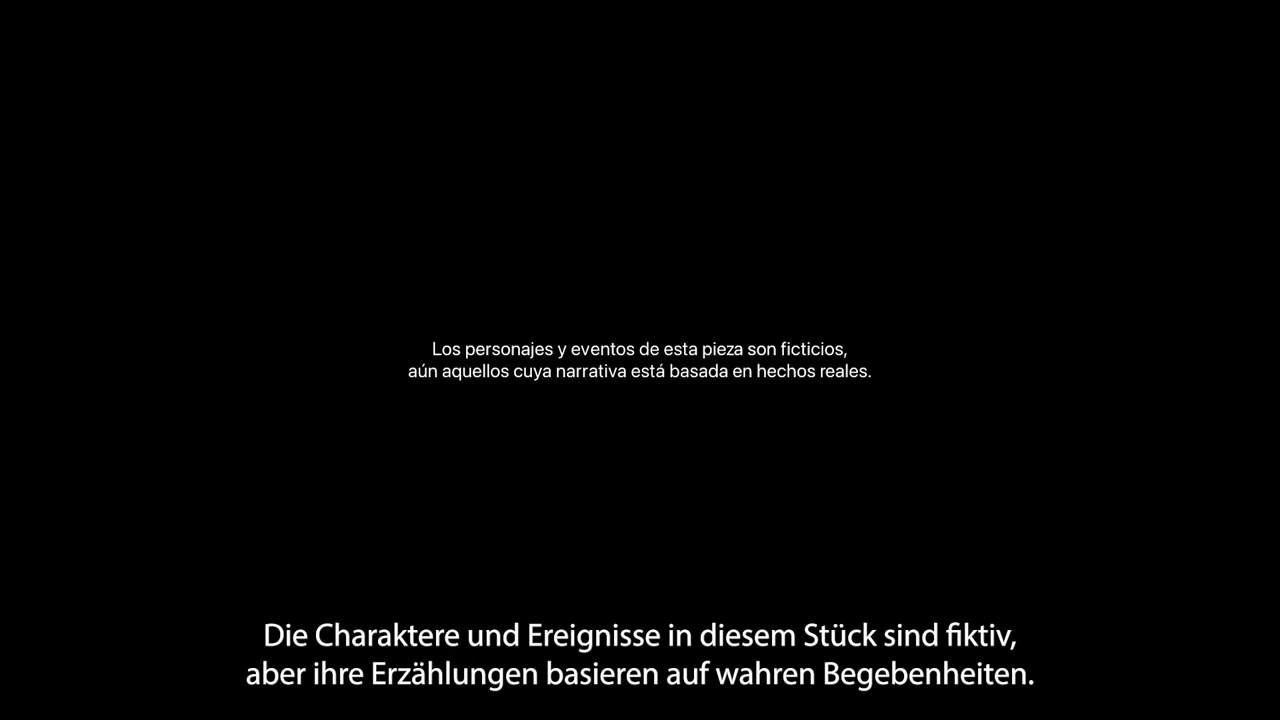 Los personajes y eventos de esta pieza son ficticios,
aún aquellos cuya narrativa está basada en hechos reales.
Die Charaktere und Ereignisse in diesem Stück sind fiktiv,
aber ihre Erzählungen basieren auf wahren Begebenheiten.